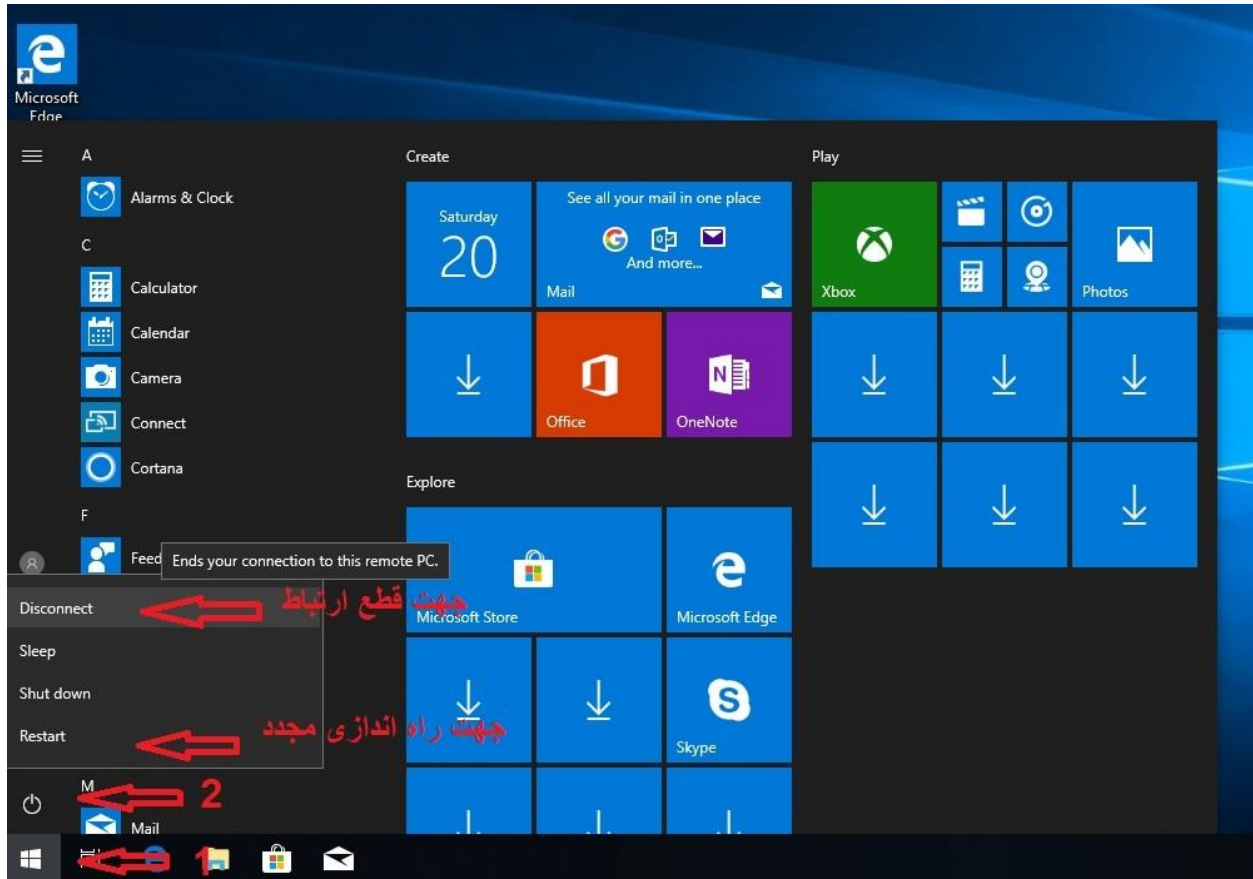 Microsoft
Edge
A
Create
Play
Alarms & Clock
Saturday
20
See all your mail in one place
And more...
Mail
Xbox
Photos
C
Calculator
Calendar
Camera
Connect
Cortana
Office
OneNote
Explore
F
Feed
Ends your connection to this remote PC.
Disconnect
جهت قطع ارتباط
Microsoft Store
Microsoft Edge
Sleep
Shut down
Restart
جهت راه اندازی مجدد
Skype
M
2
Mail
1